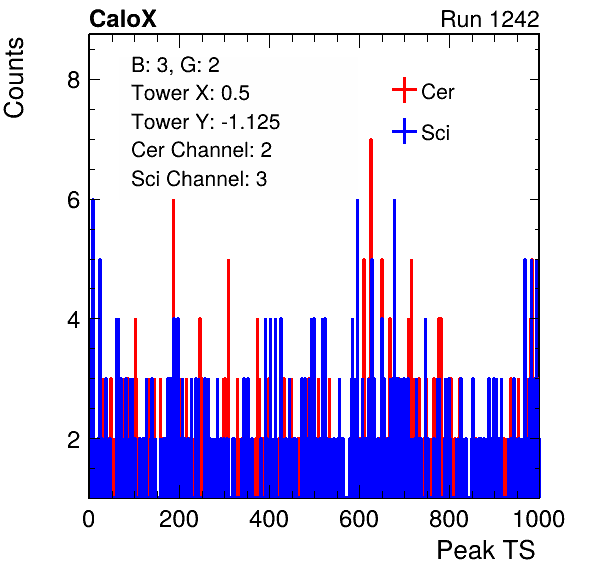 CaloX Run 1242
Counts
B: 3, G: 2
Tower X: 0.5
Tower Y: -1.125
Cer Channel: 2
Sci Channel: 3
Cer
Sci
8
6
4
2
0 200 400 600 800 1000
Peak TS